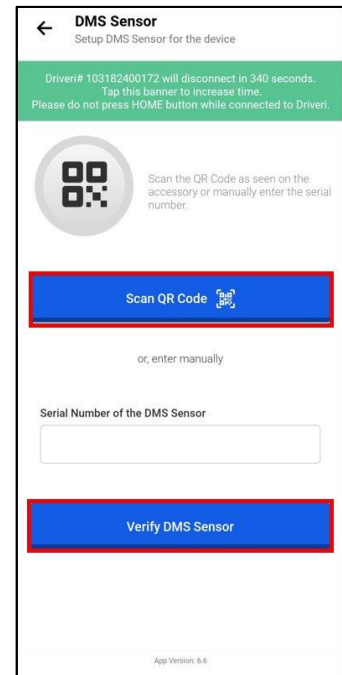 DMS Sensor
Setup DMS Sensor for the device
Driveri# 103182400172 will disconnect in 340 seconds.
Tap this banner to increase time.
Please do not press HOME button while connected to Driveri.
Scan the QR Code as seen on the
accessory or manually enter the serial
number.
Scan QR Code
or, enter manually
Serial Number of the DMS Sensor
Verify DMS Sensor
App Version: 6.6